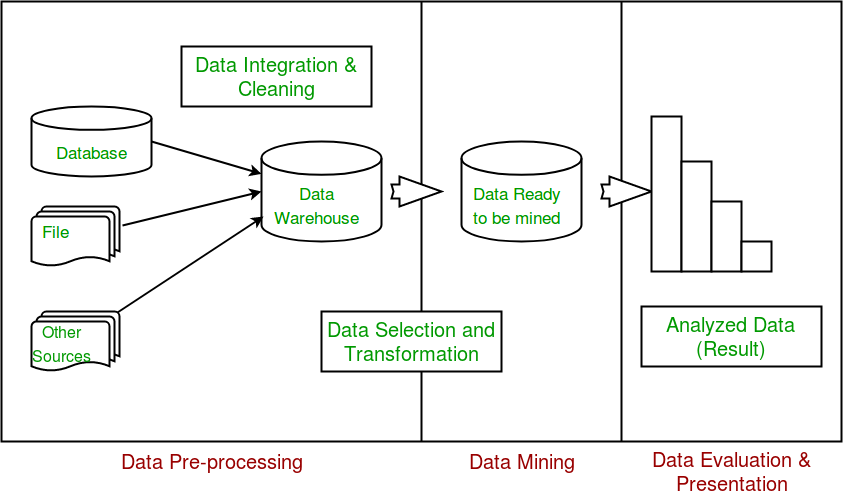 Data Integration &
Cleaning
Database
File
Other
Sources
Data
Warehouse
Data Ready
to be mined
Data Selection and
Transformation
Analyzed Data
(Result)
Data Pre-processing
Data Mining
Data Evaluation &
Presentation